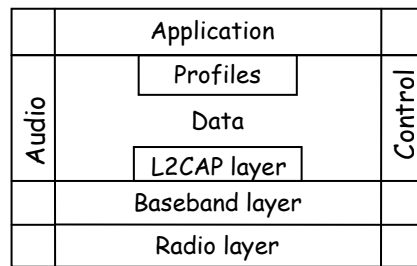 Application
Profiles
Audio
Data
Control
L2CAP layer
Baseband layer
Radio layer